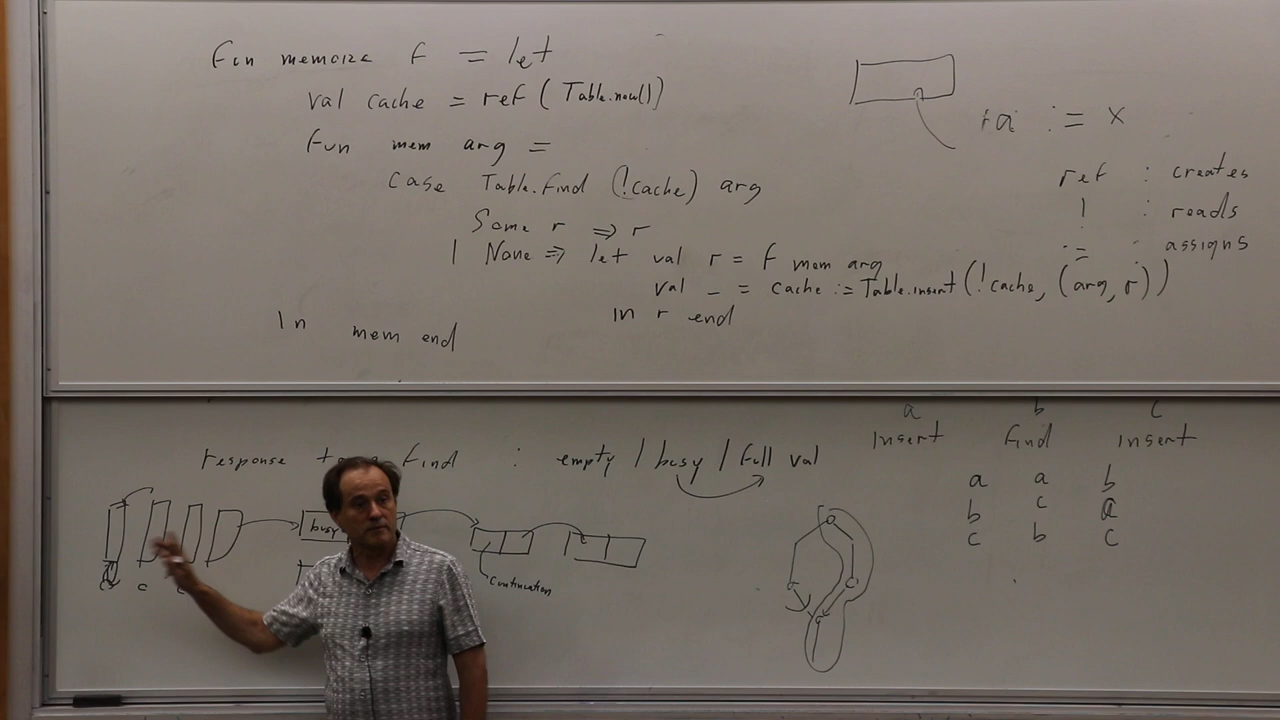 Fun memoize f = let
val cache = ref (Table.new())
Fun mem arg =
case Table.find (!cache) arg
Some r => r
| None => let val r = f mem arg
val _ = cache := Table.insert (!cache, (arg, r))
In r end
In mem end
ra := x
ref : creates
! : reads
:= : assigns
response find : empty / busy / full val
busy
Continuation
c
a b c
insert find insert
a a b
b c a
c b c